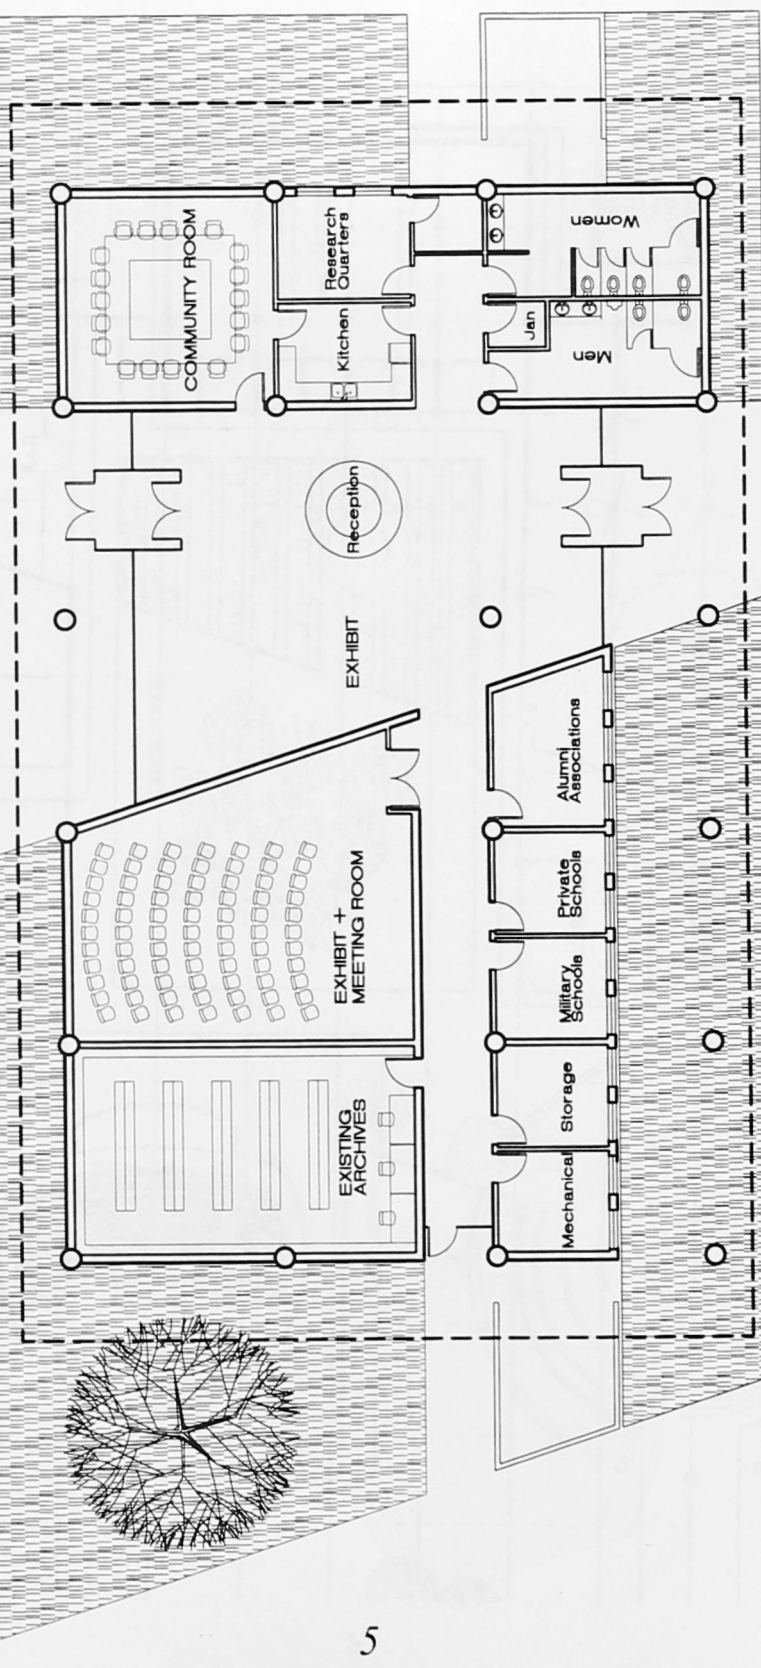 COMMUNITY ROOM
Research
Quarters
Kitchen
Women
Jan
Men
Reception
EXHIBIT
Alumni
Associations
EXHIBIT +
MEETING ROOM
Private
Schools
Military
Schools
EXISTING
ARCHIVES
Storage
Mechanical
5